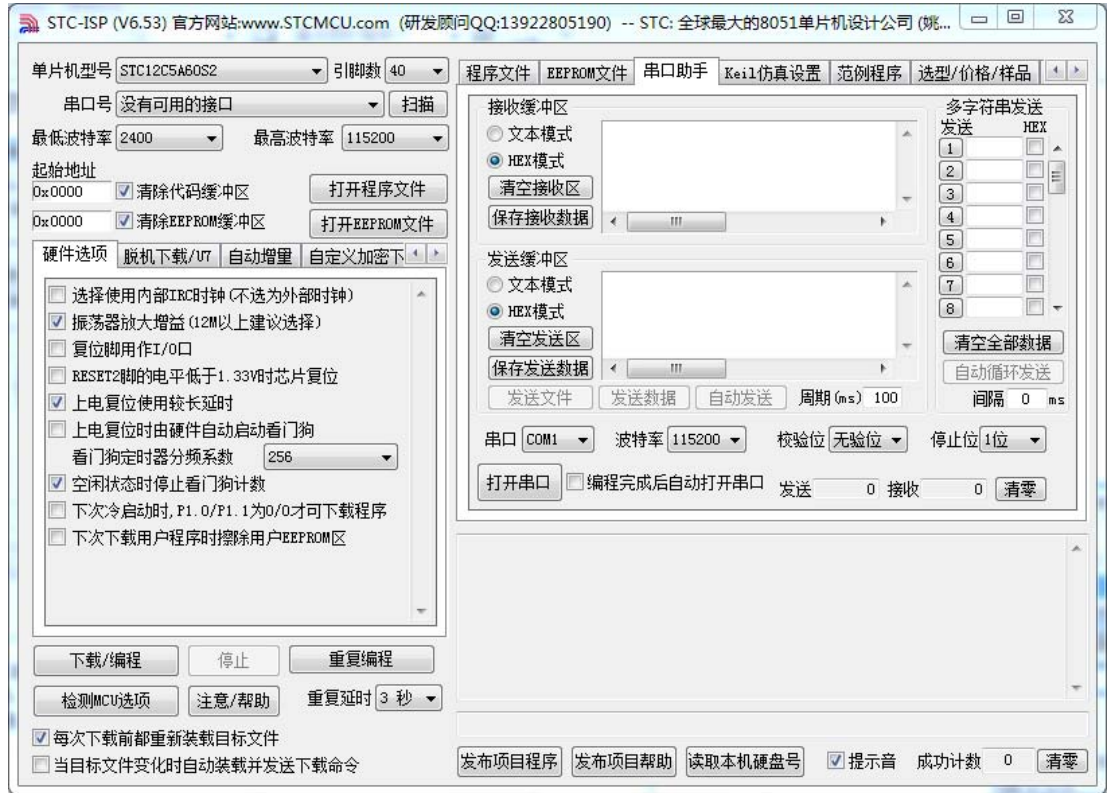 STC-ISP (V6.53) 官方网站:www.STCMCU.com (研发顾问QQ:13922805190) -- STC: 全球最大的8051单片机设计公司 (姚...
单片机型号 STC12C5A60S2 引脚数 40
串口号 没有可用的接口 扫描
最低波特率 2400 最高波特率 115200
起始地址
0x0000 清除代码缓冲区 打开程序文件
0x0000 清除EEPROM缓冲区 打开EEPROM文件
硬件选项 脱机下载/U7 自动增量 自定义加密下
选择使用内部IRC时钟(不选为外部时钟)
振荡器放大增益(12M以上建议选择)
复位脚用作I/O口
RESET2脚的电平低于1.33V时芯片复位
上电复位使用较长延时
上电复位时由硬件自动启动看门狗
看门狗定时器分频系数 256
空闲状态时停止看门狗计数
下次冷启动时,P1.0/P1.1为0/0才可下载程序
下次下载用户程序时擦除用户EEPROM区
下载/编程 停止 重复编程
检测MCU选项 注意/帮助 重复延时 3 秒
每次下载前都重新装载目标文件
当目标文件变化时自动装载并发送下载命令
程序文件 EEPROM文件 串口助手 Keil仿真设置 范例程序 选型/价格/样品
接收缓冲区
文本模式
HEX模式
清空接收区
保存接收数据
发送缓冲区
文本模式
HEX模式
清空发送区
保存发送数据
发送文件 发送数据 自动发送 周期(ms) 100
多字符串发送
发送 HEX
1
2
3
4
5
6
7
8
清空全部数据
自动循环发送
间隔 0 ms
串口 COM1 波特率 115200 校验位 无验位 停止位 1位
打开串口 编程完成后自动打开串口 发送 0 接收 0 清零
发布项目程序 发布项目帮助 读取本机硬盘号 提示音 成功计数 0 清零